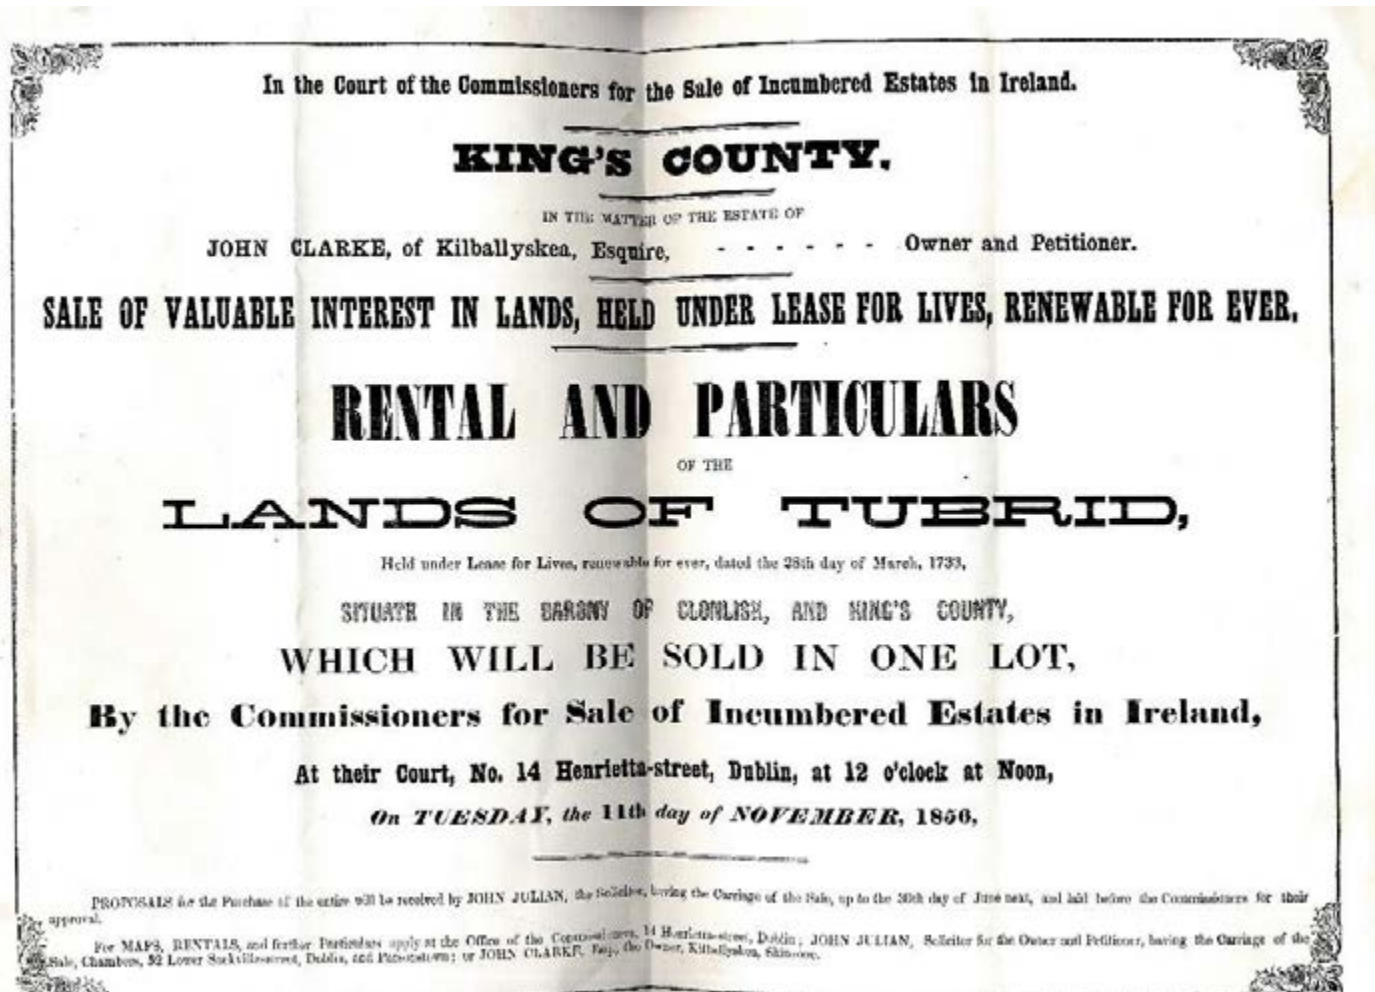 In the Court of the Commissioners for the Sale of Incumbered Estates in Ireland.
KING'S COUNTY.
IN THE MATTER OF THE ESTATE OF
JOHN CLARKE, of Kilballyskea, Esquire, - - - - - - Owner and Petitioner.
SALE OF VALUABLE INTEREST IN LANDS, HELD UNDER LEASE FOR LIVES, RENEWABLE FOR EVER.
RENTAL AND PARTICULARS
OF THE
LANDS OF TUBRID,
Held under Lease for Lives, renewable for ever, dated the 28th day of March, 1733,
SITUATE IN THE BARONY OF CLONLISH, AND KING'S COUNTY,
WHICH WILL BE SOLD IN ONE LOT,
By the Commissioners for Sale of Incumbered Estates in Ireland,
At their Court, No. 14 Henrietta-street, Dublin, at 12 o'clock at Noon,
On TUESDAY, the 11th day of NOVEMBER, 1856,
PROPOSALS for the Purchase of the entire will be received by JOHN JULIAN, the Solicitor, having the Carriage of the Sale, up to the day of June next, and laid before the Commissioners for their
approval.
For MAPS, RENTALS, and further Particulars apply at the Office of the Commissioners, 14 Henrietta-street, Dublin; JOHN JULIAN, Solicitor for the Owner and Petitioner, having the Carriage of the
Sale, Chambers, 52 Lower Sackville-street, Dublin, and Parsonstown; or JOHN CLARKE, Esq., the Owner, Kilballyskea, Shinrone.